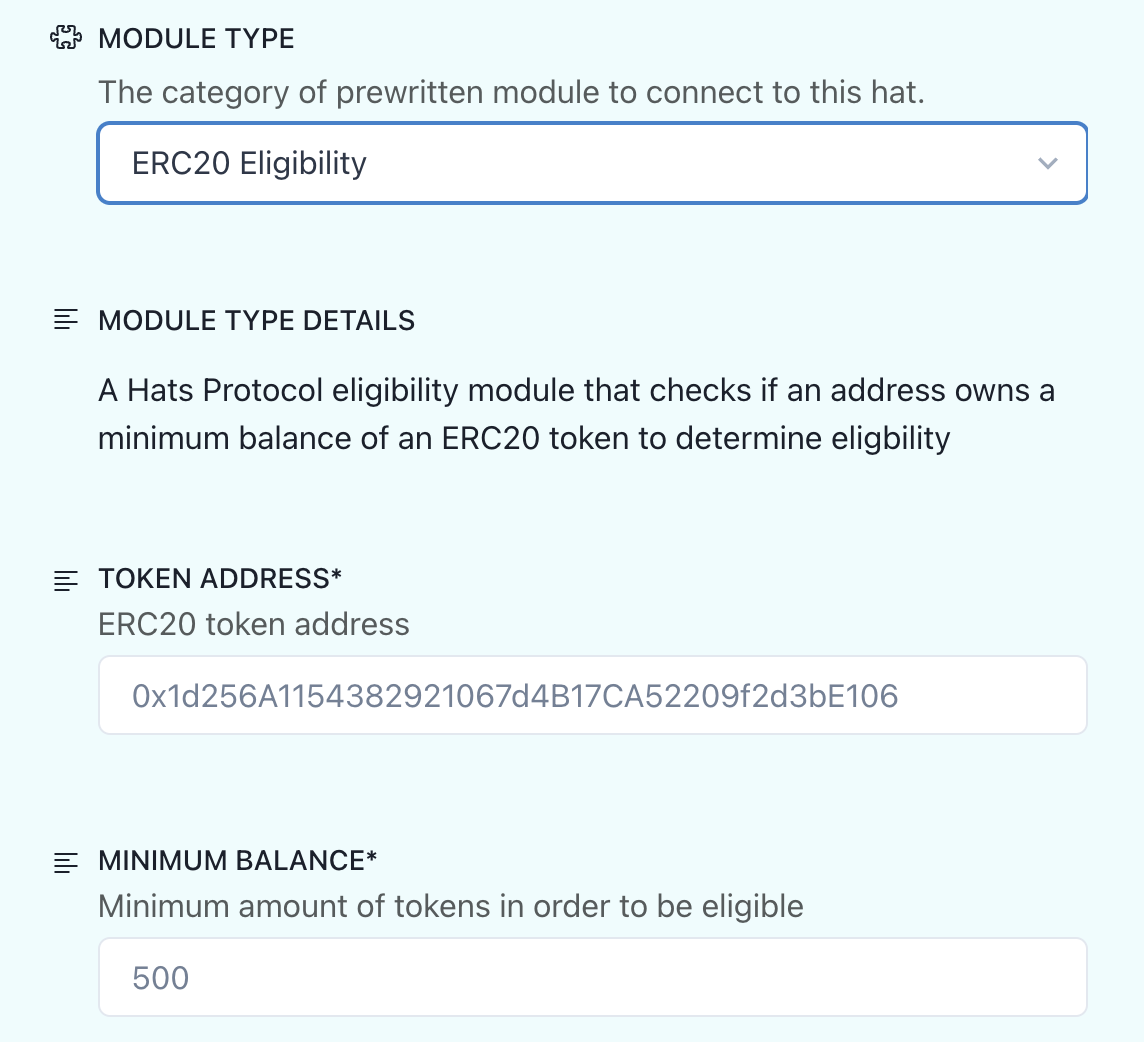 MODULE TYPE
The category of prewritten module to connect to this hat.
ERC20 Eligibility
MODULE TYPE DETAILS
A Hats Protocol eligibility module that checks if an address owns a
minimum balance of an ERC20 token to determine eligbility
TOKEN ADDRESS*
ERC20 token address
0x1d256A1154382921067d4B17CA52209f2d3bE106
MINIMUM BALANCE*
Minimum amount of tokens in order to be eligible
500